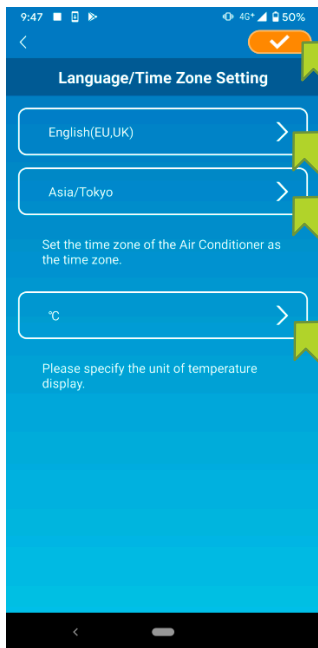 9:47
4G+
50%
Language/Time Zone Setting
English(EU,UK)
Asia/Tokyo
Set the time zone of the Air Conditioner as
the time zone.
℃
Please specify the unit of temperature
display.